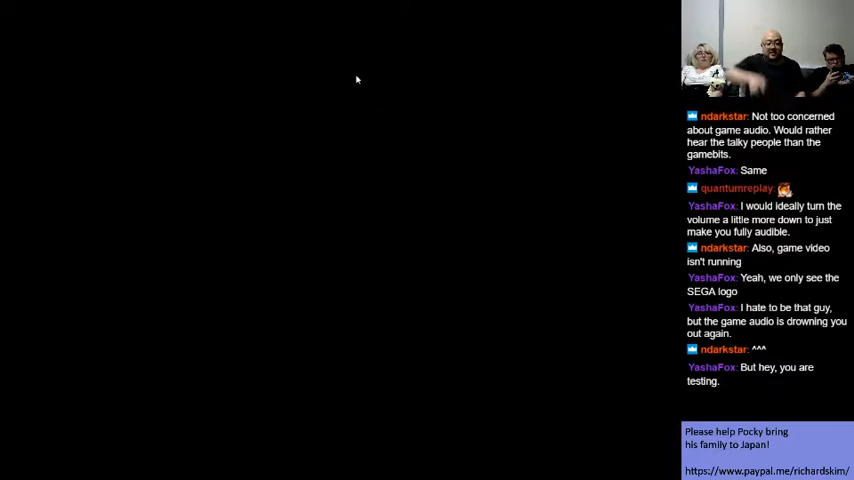 ndarkstar: Not too concerned
about game audio. Would rather
hear the talky people than the
gamebits.
YashaFox: Same
quantumreplay:
YashaFox: I would ideally turn the
volume a little more down to just
make you fully audible.
ndarkstar: Also, game video
isn't running
YashaFox: Yeah, we only see the
SEGA logo
YashaFox: I hate to be that guy,
but the game audio is drowning you
out again.
ndarkstar: ^^^
YashaFox: But hey, you are
testing.
Please help Pocky bring
his family to Japan!
https://www.paypal.me/richardskim/